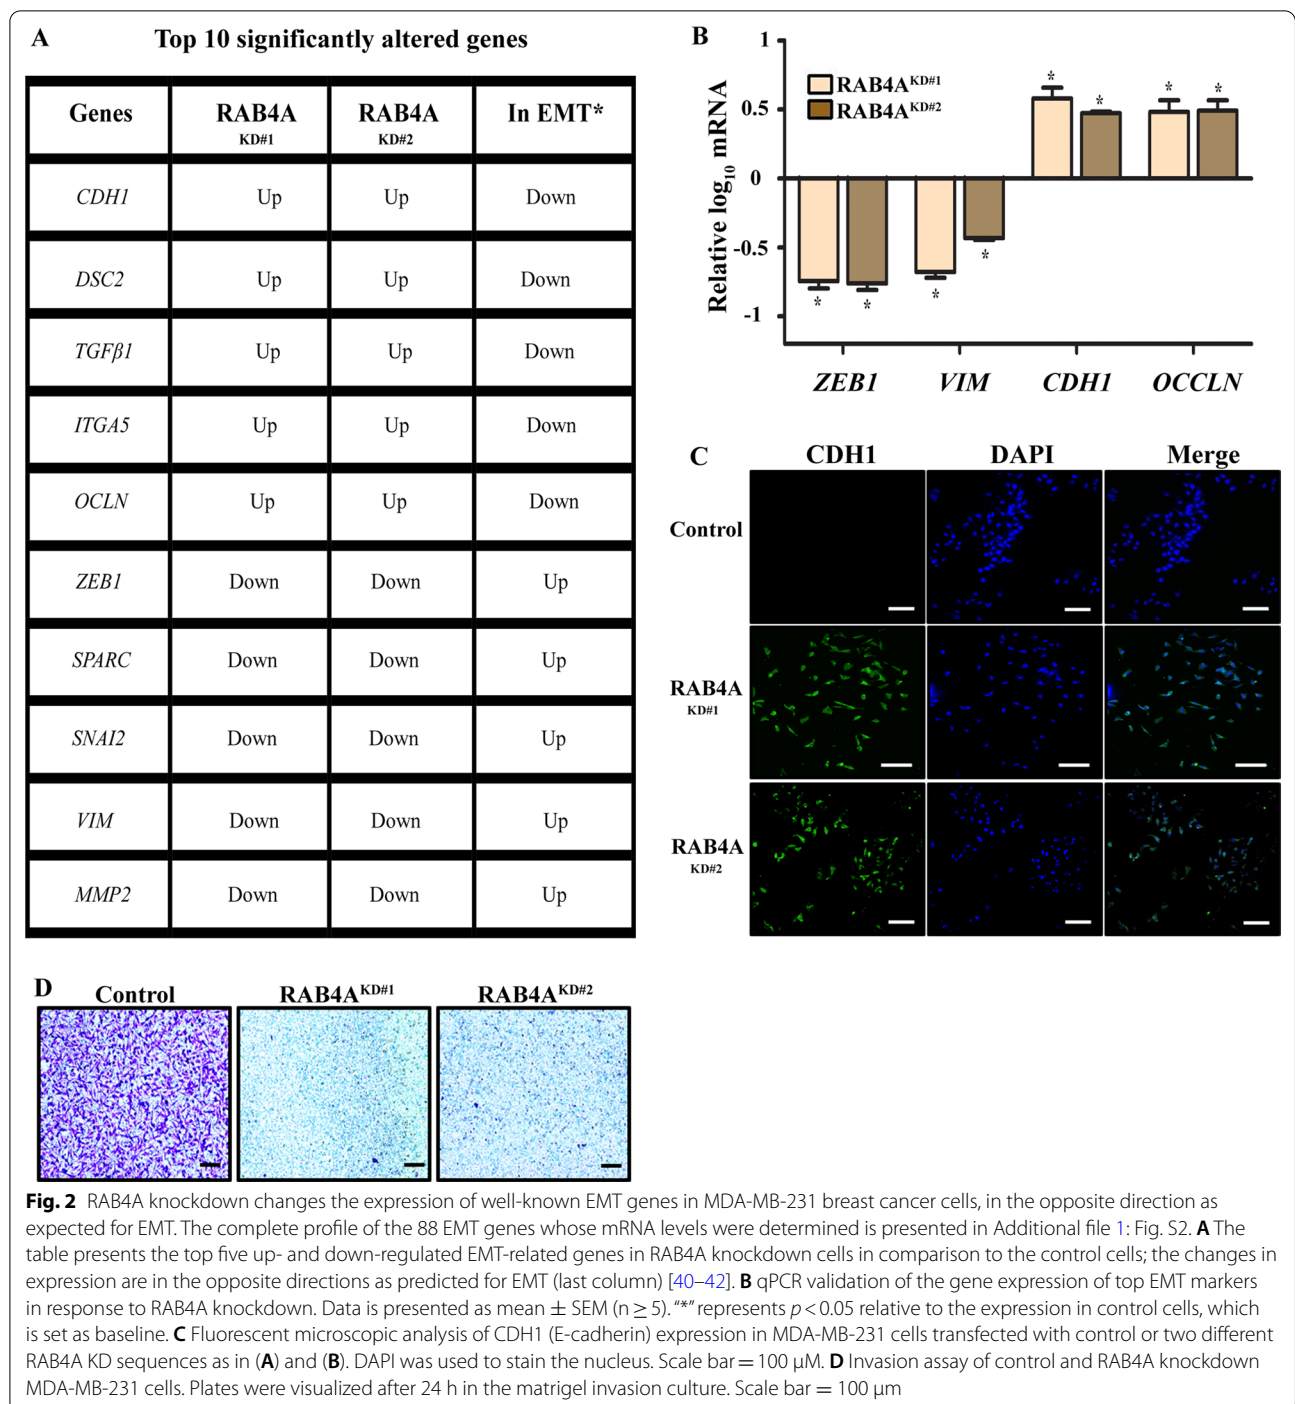 A
Top 10 significantly altered genes
Genes RAB4A KD#1 RAB4A KD#2 In EMT*
CDH1 Up Up Down
DSC2 Up Up Down
TGFβ1 Up Up Down
ITGA5 Up Up Down
OCLN Up Up Down
ZEB1 Down Down Up
SPARC Down Down Up
SNAI2 Down Down Up
VIM Down Down Up
MMP2 Down Down Up
B
Relative log10 mRNA
1
0.5
0
-0.5
-1
RAB4AKD#1
RAB4AKD#2
* * * * * * * *
ZEB1 VIM CDH1 OCCLN
C
CDH1 DAPI Merge
Control
RAB4A
KD#1
RAB4A
KD#2
D
Control RAB4AKD#1 RAB4AKD#2
Fig. 2 RAB4A knockdown changes the expression of well-known EMT genes in MDA-MB-231 breast cancer cells, in the opposite direction as
expected for EMT. The complete profile of the 88 EMT genes whose mRNA levels were determined is presented in Additional file 1: Fig. S2. A The
table presents the top five up- and down-regulated EMT-related genes in RAB4A knockdown cells in comparison to the control cells; the changes in
expression are in the opposite directions as predicted for EMT (last column) [40–42]. B qPCR validation of the gene expression of top EMT markers
in response to RAB4A knockdown. Data is presented as mean ± SEM (n ≥ 5). “*” represents p < 0.05 relative to the expression in control cells, which
is set as baseline. C Fluorescent microscopic analysis of CDH1 (E-cadherin) expression in MDA-MB-231 cells transfected with control or two different
RAB4A KD sequences as in (A) and (B). DAPI was used to stain the nucleus. Scale bar = 100 μM. D Invasion assay of control and RAB4A knockdown
MDA-MB-231 cells. Plates were visualized after 24 h in the matrigel invasion culture. Scale bar = 100 μm